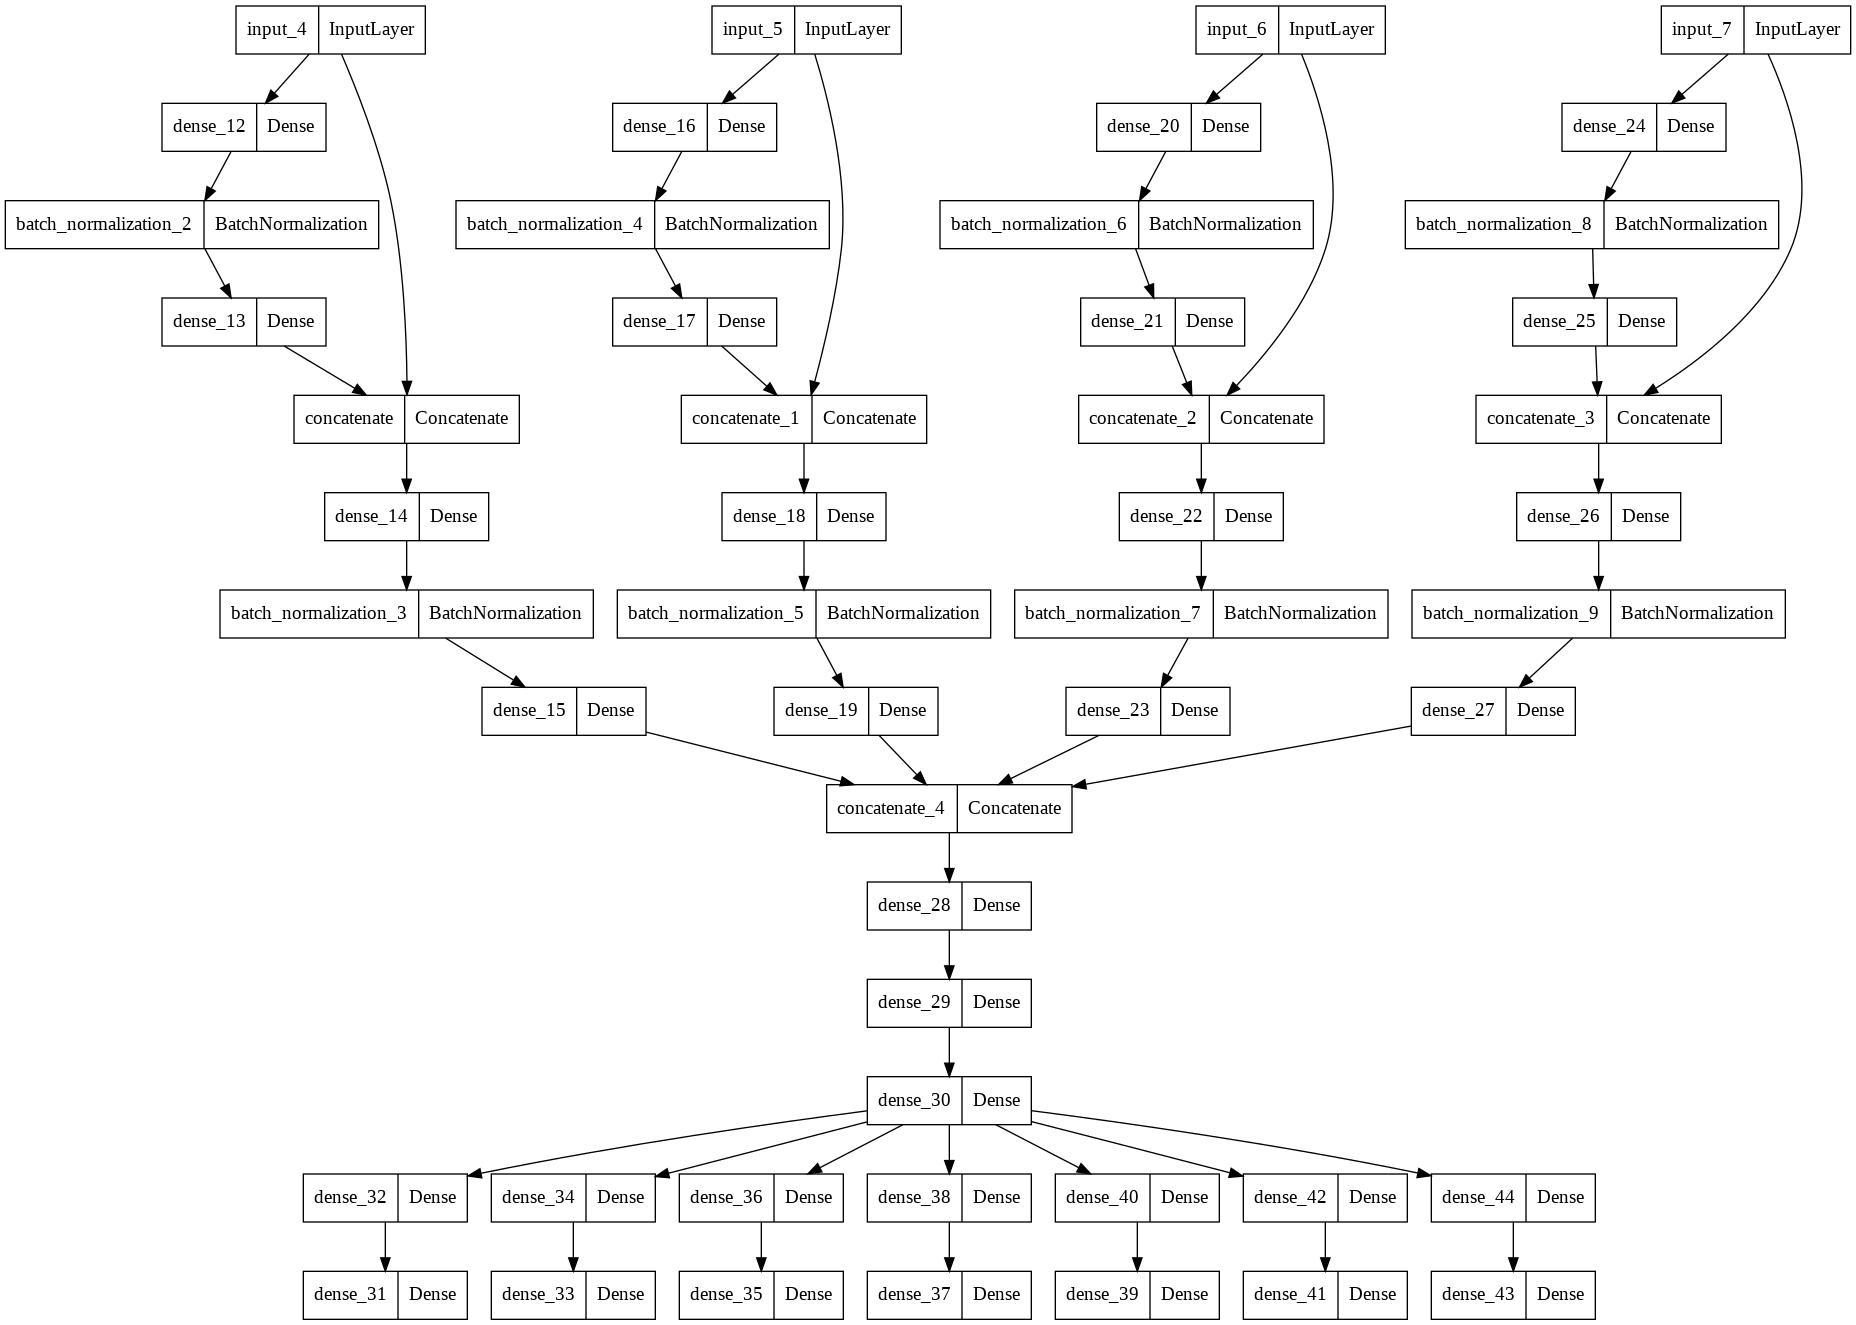 input_4 InputLayer input_5 InputLayer input_6 InputLayer input_7 InputLayer
dense_12 Dense dense_16 Dense dense_20 Dense dense_24 Dense
batch_normalization_2 BatchNormalization batch_normalization_4 BatchNormalization batch_normalization_6 BatchNormalization batch_normalization_8 BatchNormalization
dense_13 Dense dense_17 Dense dense_21 Dense dense_25 Dense
concatenate Concatenate concatenate_1 Concatenate concatenate_2 Concatenate concatenate_3 Concatenate
dense_14 Dense dense_18 Dense dense_22 Dense dense_26 Dense
batch_normalization_3 BatchNormalization batch_normalization_5 BatchNormalization batch_normalization_7 BatchNormalization batch_normalization_9 BatchNormalization
dense_15 Dense dense_19 Dense dense_23 Dense dense_27 Dense
concatenate_4 Concatenate
dense_28 Dense
dense_29 Dense
dense_30 Dense
dense_32 Dense dense_34 Dense dense_36 Dense dense_38 Dense dense_40 Dense dense_42 Dense dense_44 Dense
dense_31 Dense dense_33 Dense dense_35 Dense dense_37 Dense dense_39 Dense dense_41 Dense dense_43 Dense